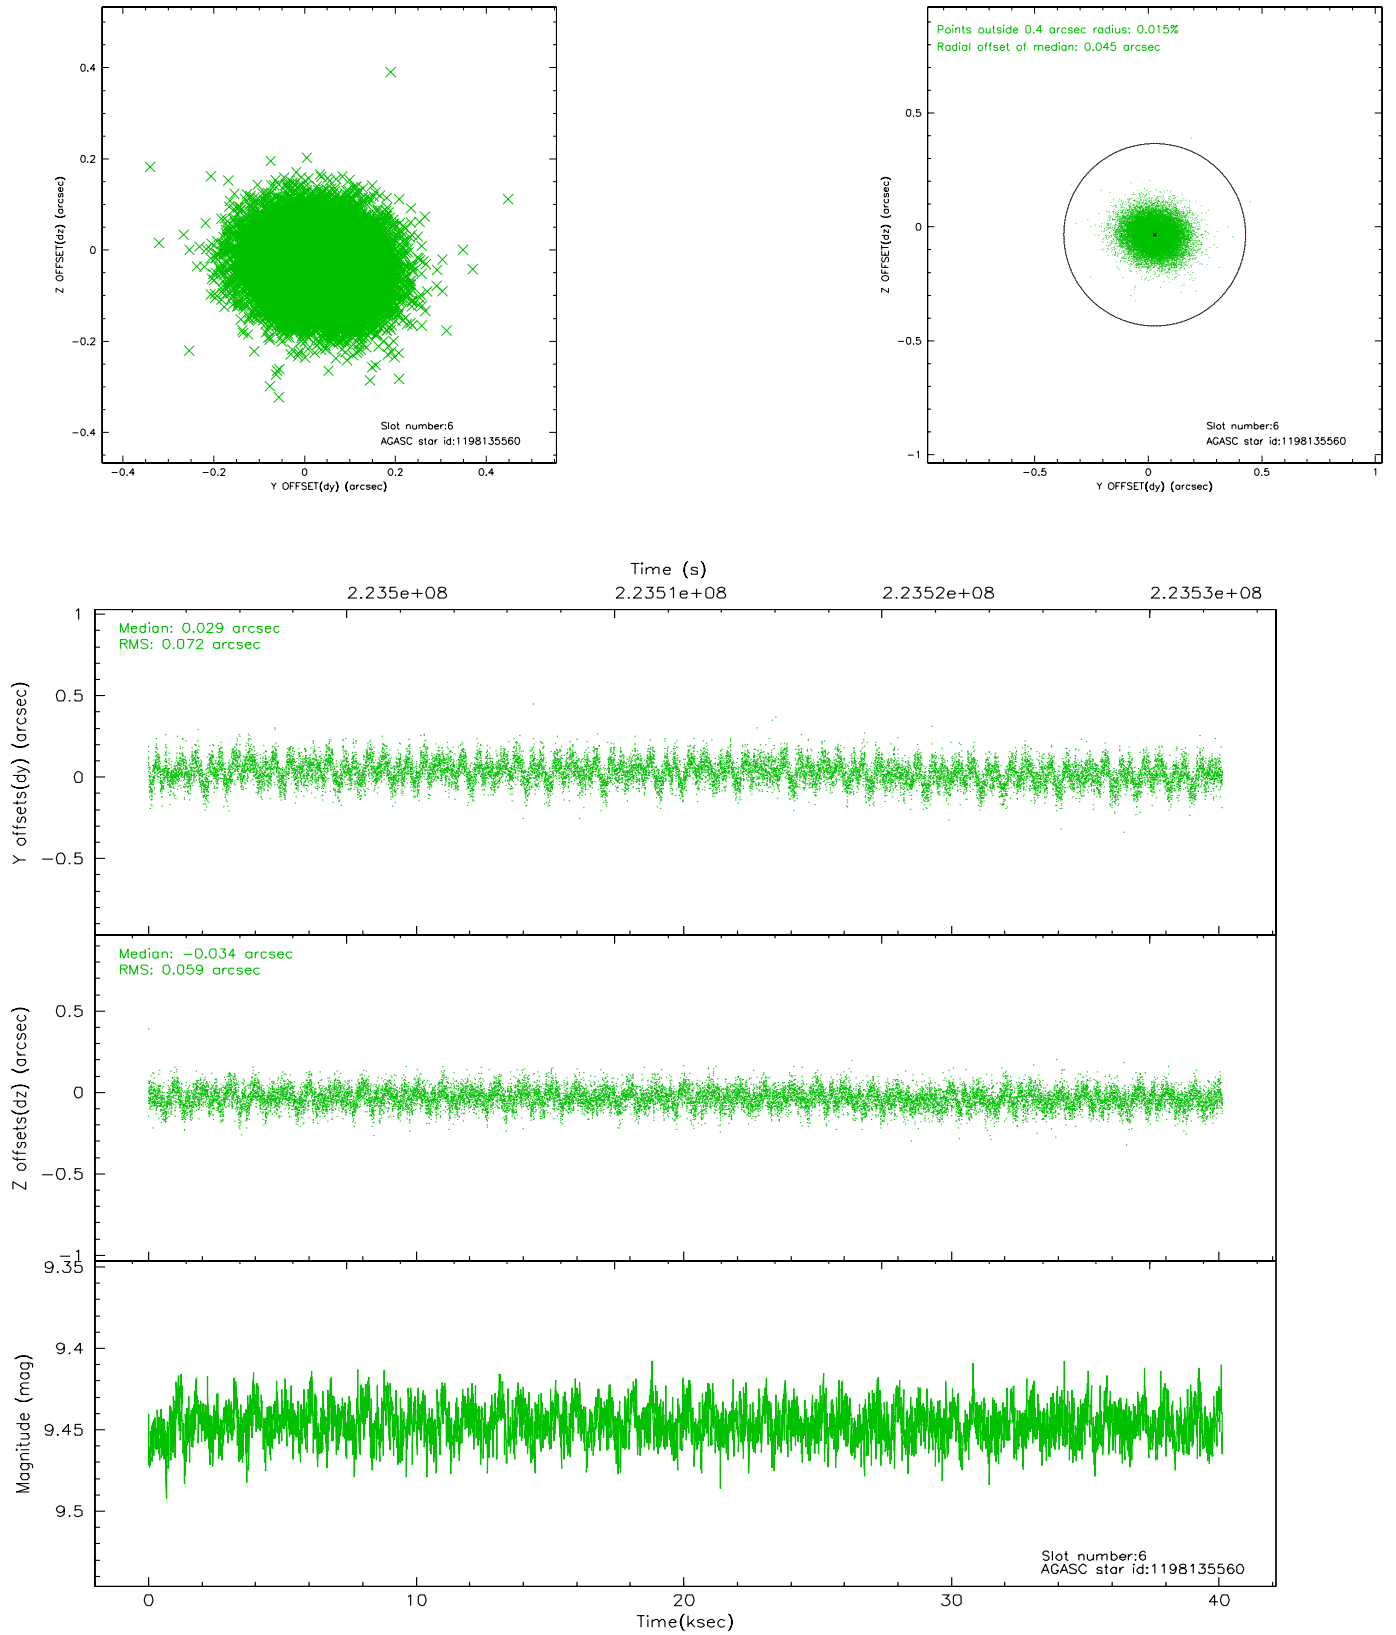 0.4
0.2
0
−0.2
−0.4
Z OFFSET(dz) (arcsec)
Slot number:6
AGASC star id:1198135560
−0.4 −0.2 0 0.2 0.4
Y OFFSET(dy) (arcsec)
Points outside 0.4 arcsec radius: 0.015%
Radial offset of median: 0.045 arcsec
0.5
0
−0.5
−1
Z OFFSET(dz) (arcsec)
Slot number:6
AGASC star id:1198135560
−0.5 0 0.5 1
Y OFFSET(dy) (arcsec)
Time (s)
2.235e+08 2.2351e+08 2.2352e+08 2.2353e+08
Median: 0.029 arcsec
RMS: 0.072 arcsec
1
0.5
0
−0.5
Y offsets(dy) (arcsec)
Median: −0.034 arcsec
RMS: 0.059 arcsec
0.5
0
−0.5
−1
Z offsets(dz) (arcsec)
9.35
9.4
9.45
9.5
Magnitude (mag)
Slot number:6
AGASC star id:1198135560
0 10 20 30 40
Time(ksec)